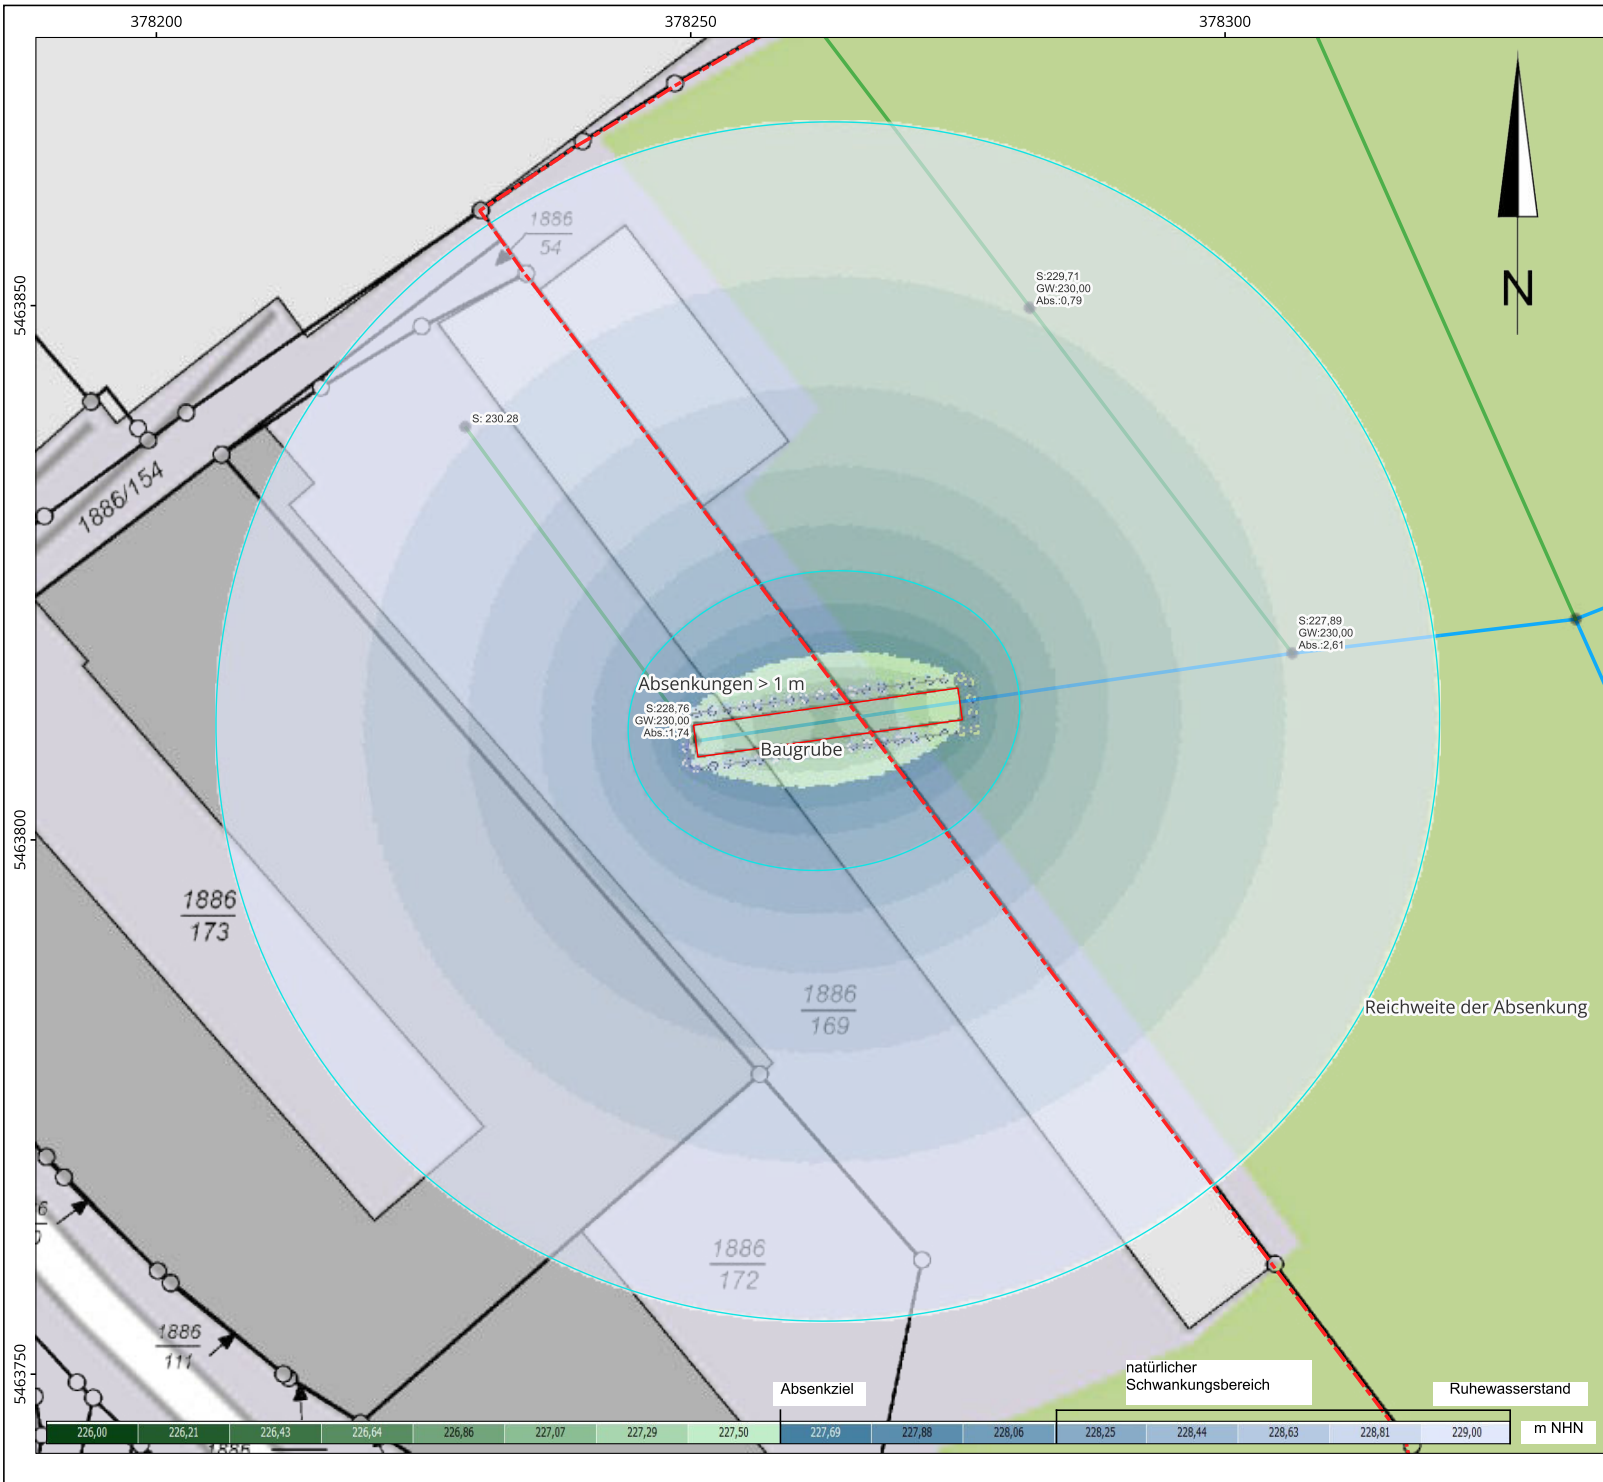 378200
378250
378300
5463850
5463800
5463750
N
1886
54
S:229,71
GW:230,00
Abs.:0,79
S: 230.28
1886/154
S:227,89
GW:230,00
Abs.:2,61
Absenkungen > 1 m
S:228,76
GW:230,00
Abs.:1,74
Baugrube
1886
173
1886
169
Reichweite der Absenkung
1886
172
1886
111
natürlicher
Schwankungsbereich
Absenkziel
Ruhewasserstand
226,00 226,21 226,43 226,64 226,86 227,07 227,29 227,50 227,69 227,88 228,06 228,25 228,44 228,63 228,81 229,00
m NHN
1886